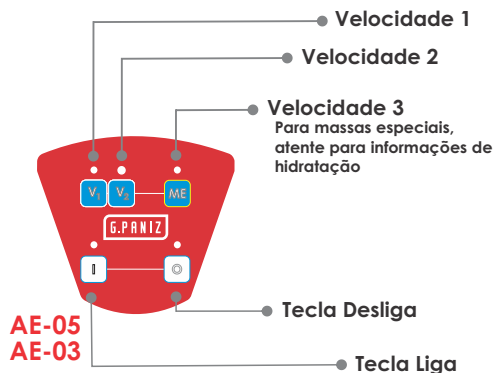 Velocidade 1
Velocidade 2
Velocidade 3
Para massas especiais,
atente para informações de
hidratação
V1 V2 ME
G.PANIZ
I O
Tecla Desliga
AE-05
AE-03
Tecla Liga